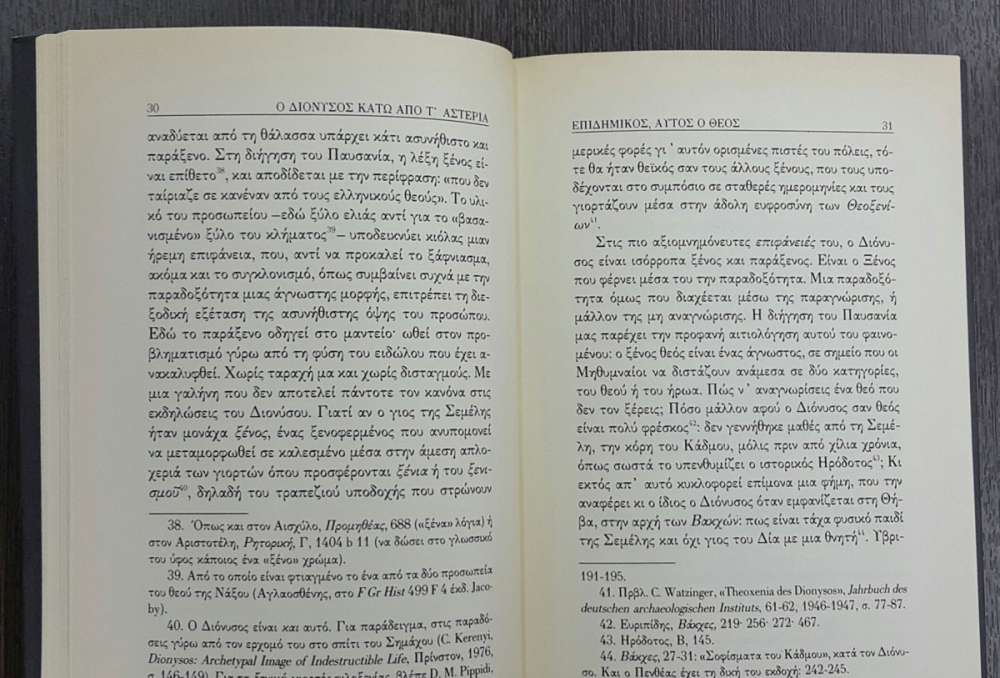 30
Ο ΔΙΟΝΥΣΟΣ ΚΑΤΩ ΑΠΟ Τ᾽ ΑΣΤΕΡΙΑ
αναδύεται από τη θάλασσα υπάρχει κάτι ασυνήθιστο και
παράξενο. Στη διήγηση του Παυσανία, η λέξη ξένος εί-
ναι επίθετο38, και αποδίδεται με την περίφραση: «που δεν
ταίριαζε σε κανέναν από τους ελληνικούς θεούς». Το υλι-
κό του προσωπείου –εδώ ξύλο ελιάς αντί για το «βασα-
νισμένο» ξύλο του κλήματος39– υποδεικνύει κιόλας μιαν
ήρεμη επιφάνεια, που, αντί να προκαλεί το ξάφνιασμα,
ακόμα και το συγκλονισμό, όπως συμβαίνει συχνά με την
παραδοξότητα μιας άγνωστης μορφής, επιτρέπει τη διε-
ξοδική εξέταση της ασυνήθιστης όψης του προσώπου.
Εδώ το παράξενο οδηγεί στο μαντείο· ωθεί στον προ-
βληματισμό γύρω από τη φύση του ειδώλου που έχει α-
νακαλυφθεί. Χωρίς ταραχή μα και χωρίς δισταγμούς. Με
μια γαλήνη που δεν αποτελεί πάντοτε τον κανόνα στις
εκδηλώσεις του Διονύσου. Γιατί αν ο γιος της Σεμέλης
ήταν μονάχα ξένος, ένας ξενοφερμένος που ανυπομονεί
να μεταμορφωθεί σε καλεσμένο μέσα στην άμεση απλο-
χεριά των γιορτών όπου προσφέρονται ξένια ή του ξενι-
σμού40, δηλαδή του τραπεζιού υποδοχής που στρώνουν
38. Όπως και στον Αισχύλο, Προμηθέας, 688 («ξένα» λόγια) ή
στον Αριστοτέλη, Ρητορική, Γ, 1404 b 11 (να δώσει στο γλωσσικό
του ύφος κάποιος ένα «ξένο» χρώμα).
39. Από το οποίο είναι φτιαγμένο το ένα από τα δύο προσωπεία
του θεού της Νάξου (Αγλαοσθένης, στο F Gr Hist 499 F 4 έκδ. Jaco-
by).
40. Ο Διόνυσος είναι και αυτό. Για παράδειγμα, στις παραδό-
σεις γύρω από τον ερχομό του στο σπίτι του Σημάχου (C. Kerenyi,
Dionysos: Archetypal Image of Indestructible Life, Πρίνστον, 1976,
σ. 146-149). Για τα βλέπε D. M. Pippidi,
ΕΠΙΔΗΜΙΚΟΣ, ΑΥΤΟΣ Ο ΘΕΟΣ
31
μερικές φορές γι᾽ αυτόν ορισμένες πιστές του πόλεις, τό-
τε θα ήταν θεϊκός σαν τους άλλους ξένους, που τους υπο-
δέχονται στο συμπόσιο σε σταθερές ημερομηνίες και τους
γιορτάζουν μέσα στην άδολη ευφροσύνη των Θεοξενί-
ων41.
Στις πιο αξιομνημόνευτες επιφάνειές του, ο Διόνυ-
σος είναι ισόρροπα ξένος και παράξενος. Είναι ο Ξένος
που φέρνει μέσα του την παραδοξότητα. Μια παραδοξό-
τητα όμως που διαχέεται μέσω της παραγνώρισης, ή
μάλλον της μη αναγνώρισης. Η διήγηση του Παυσανία
μας παρέχει την προφανή αιτιολόγηση αυτού του φαινο-
μένου: ο ξένος θεός είναι ένας άγνωστος, σε σημείο που οι
Μηθυμναίοι να διστάζουν ανάμεσα σε δύο κατηγορίες,
του θεού ή του ήρωα. Πώς ν᾽ αναγνωρίσεις ένα θεό που
δεν τον ξέρεις; Πόσο μάλλον αφού ο Διόνυσος σαν θεός
είναι πολύ φρέσκος42: δεν γεννήθηκε μαθές από τη Σεμέ-
λη, την κόρη του Κάδμου, μόλις πριν από χίλια χρόνια,
όπως σωστά το υπενθυμίζει ο ιστορικός Ηρόδοτος43; Κι
εκτός απ᾽ αυτό κυκλοφορεί επίμονα μια φήμη, που την
αναφέρει κι ο ίδιος ο Διόνυσος όταν εμφανίζεται στη Θή-
βα, στην αρχή των Βακχών: πως είναι τάχα φυσικό παιδί
της Σεμέλης και όχι γιος του Δία με μια θνητή44. Υβρι-
191-195.
41. Πρβλ. C. Watzinger, «Theoxenia des Dionysos», Jahrbuch des
deutschen archaeologischen Instituts, 61-62, 1946-1947, σ. 77-87.
42. Ευριπίδης, Βάκχες, 219· 256· 272· 467.
43. Ηρόδοτος, Β, 145.
44. Βάκχες, 27-31: «Σοφίσματα του Κάδμου», κατά τον Διόνυ-
σο. Και ο Πενθέας έχει τη δική του εκδοχή: 242-245.